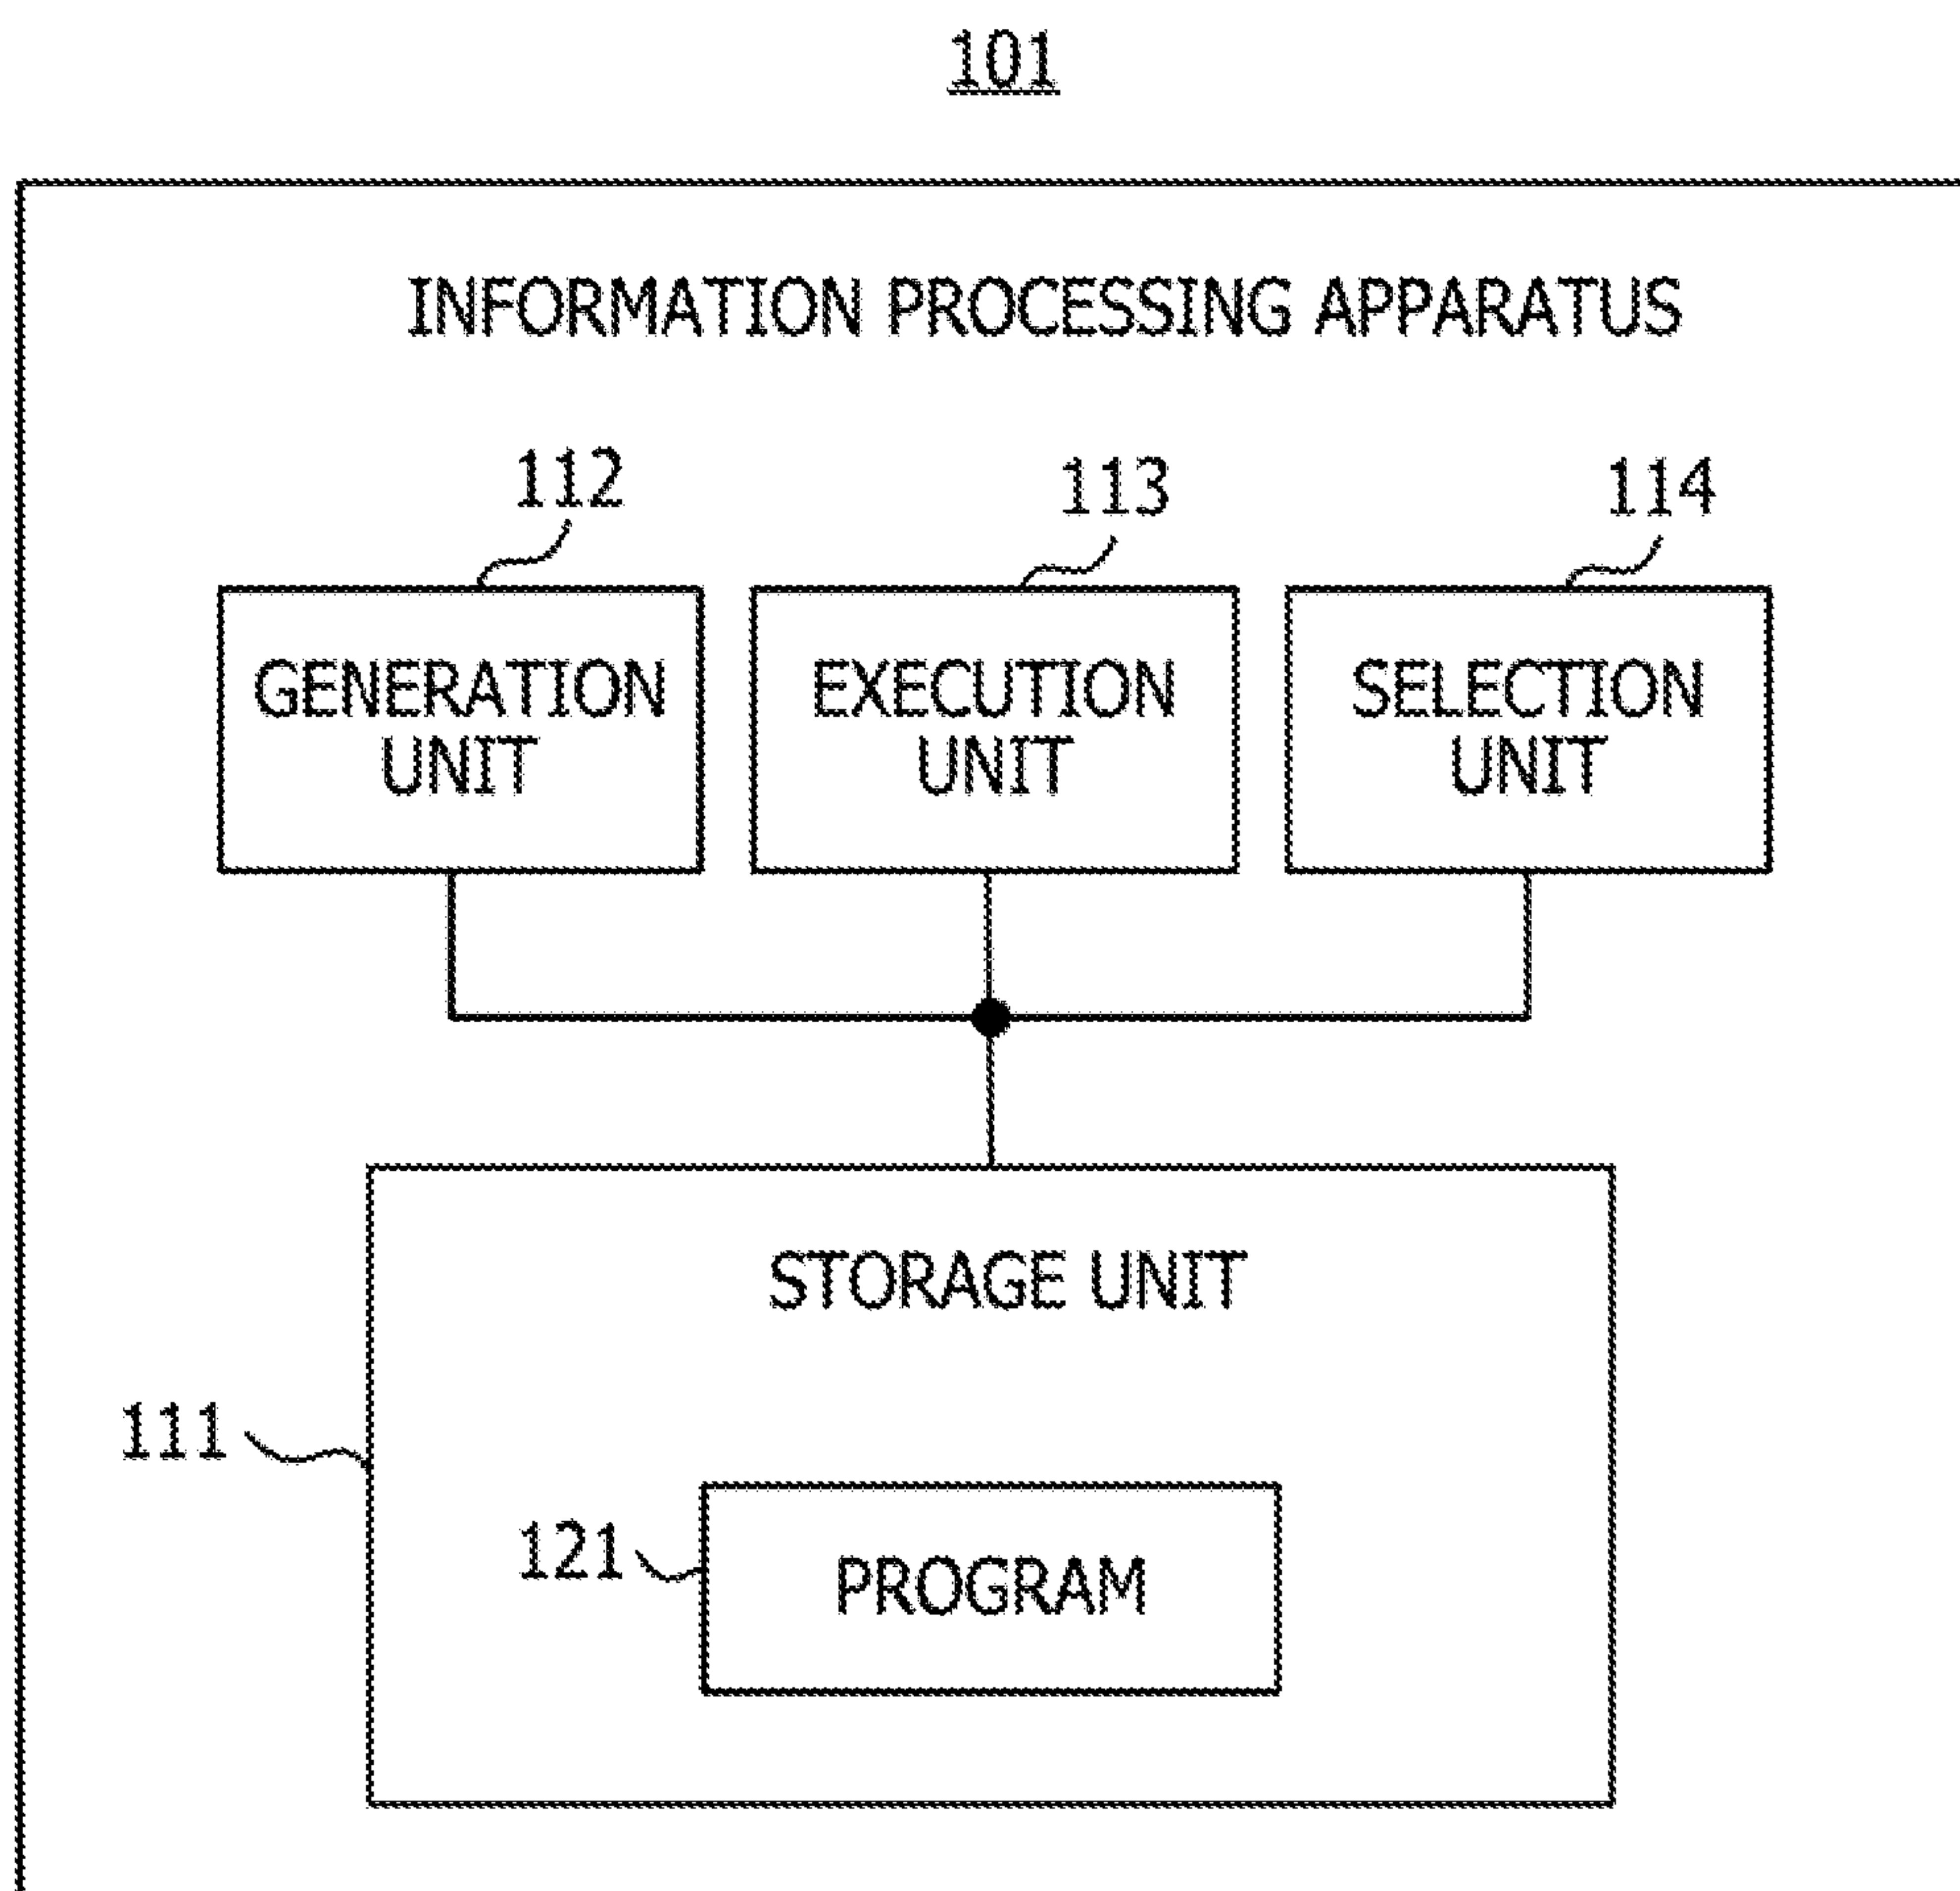 101
INFORMATION PROCESSING APPARATUS
112
113
114
GENERATION
UNIT
EXECUTION
UNIT
SELECTION
UNIT
STORAGE UNIT
111
121
PROGRAM